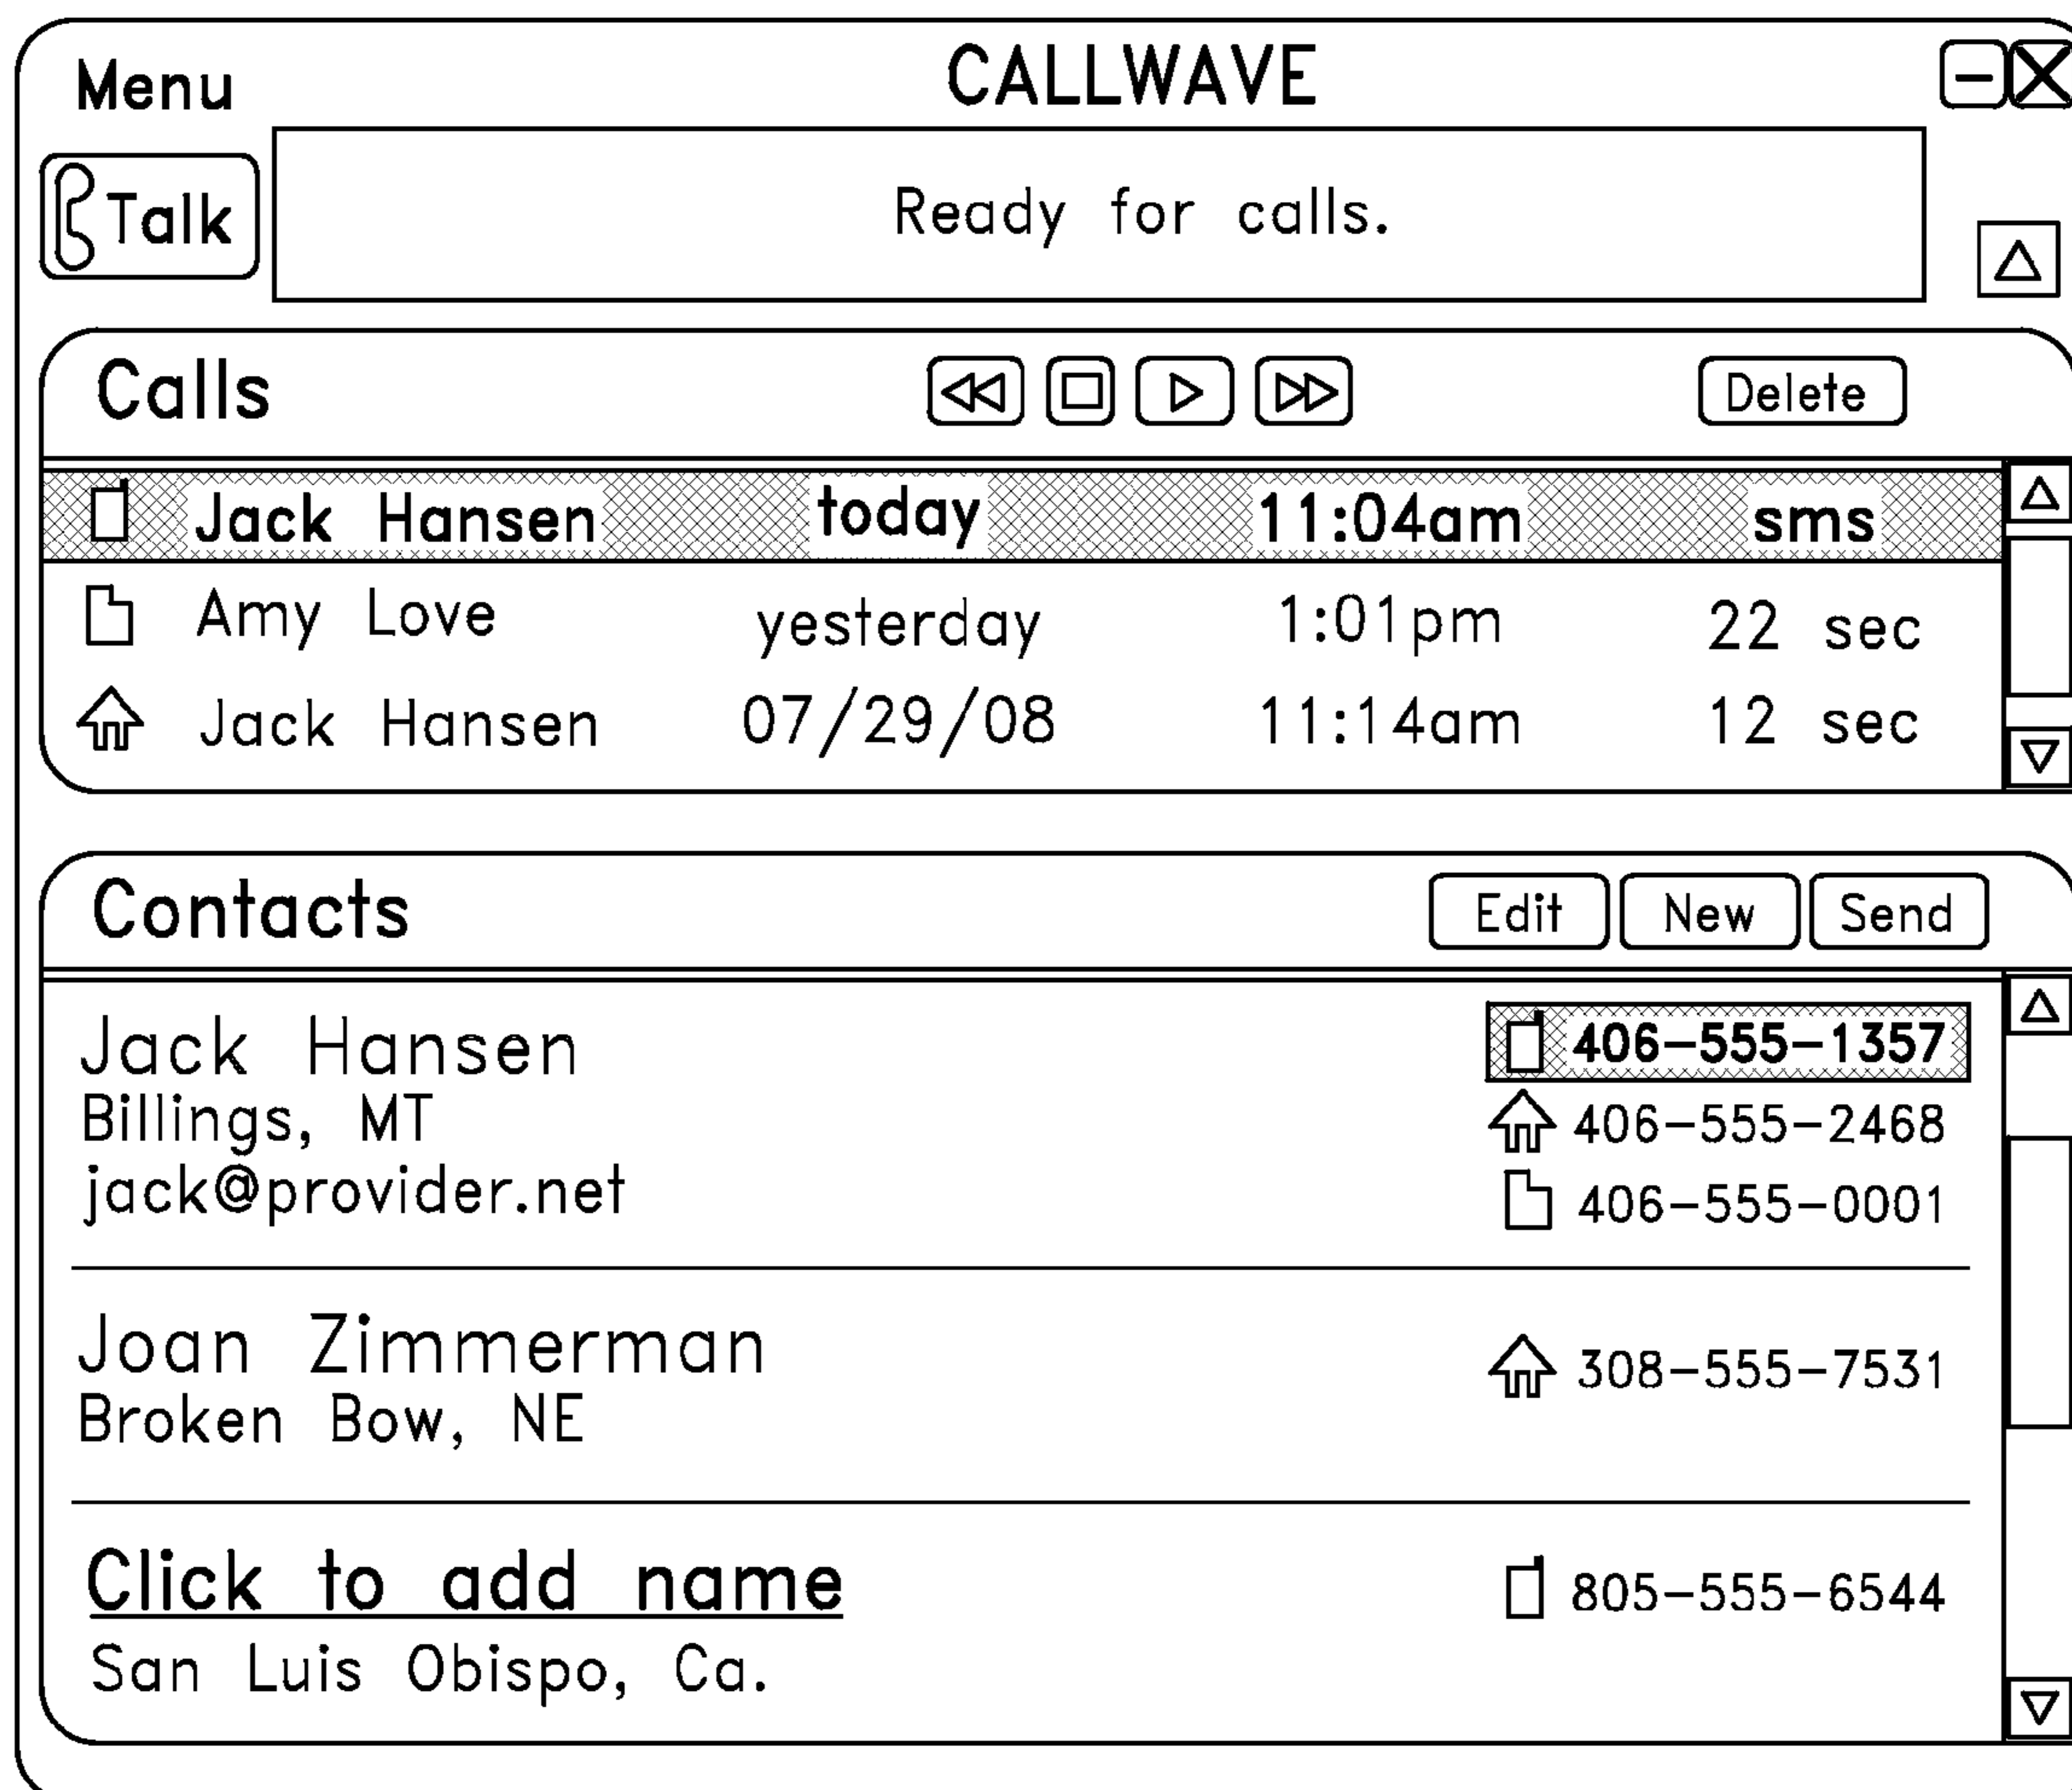 Menu CALLWAVE
Talk Ready for calls.
Calls Delete
Jack Hansen today 11:04am sms
Amy Love yesterday 1:01pm 22 sec
Jack Hansen 07/29/08 11:14am 12 sec
Contacts Edit New Send
Jack Hansen 406-555-1357
Billings, MT 406-555-2468
jack@provider.net 406-555-0001
Joan Zimmerman 308-555-7531
Broken Bow, NE
Click to add name 805-555-6544
San Luis Obispo, Ca.